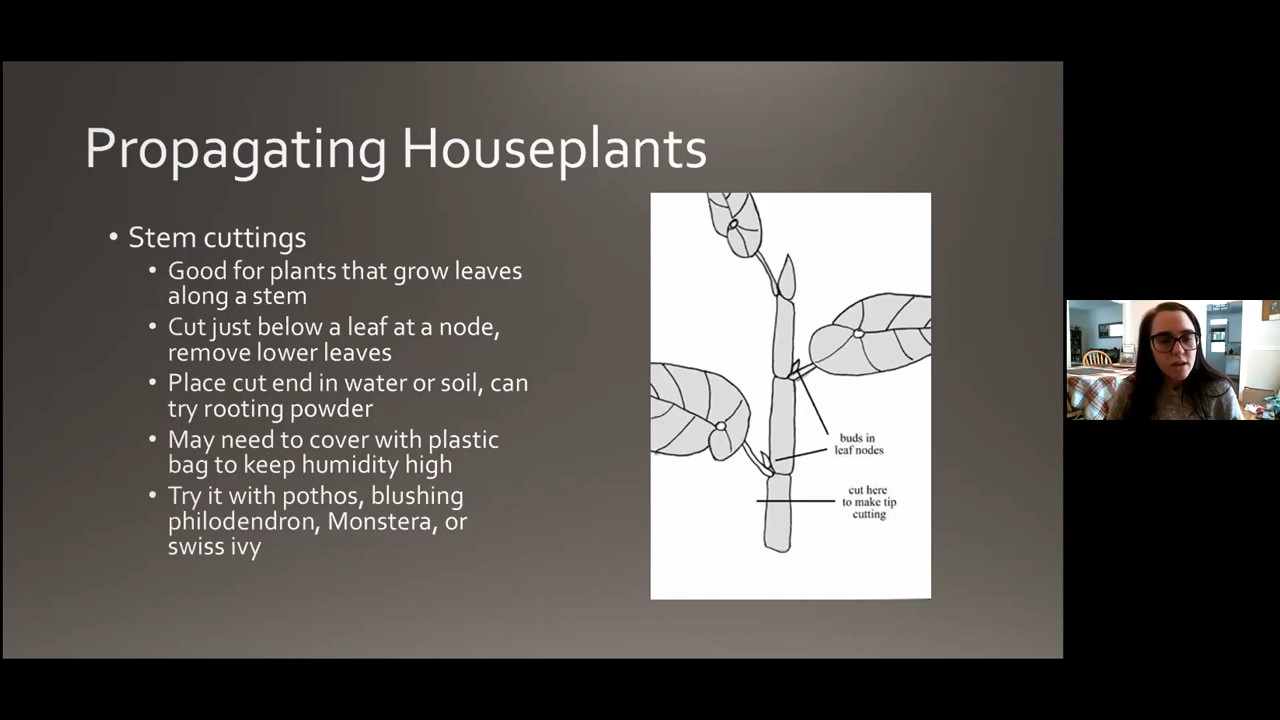 Propagating Houseplants
• Stem cuttings
• Good for plants that grow leaves
along a stem
• Cut just below a leaf at a node,
remove lower leaves
• Place cut end in water or soil, can
try rooting powder
• May need to cover with plastic
bag to keep humidity high
• Try it with pothos, blushing
philodendron, Monstera, or
swiss ivy
buds in
leaf nodes
cut here
to make tip
cutting